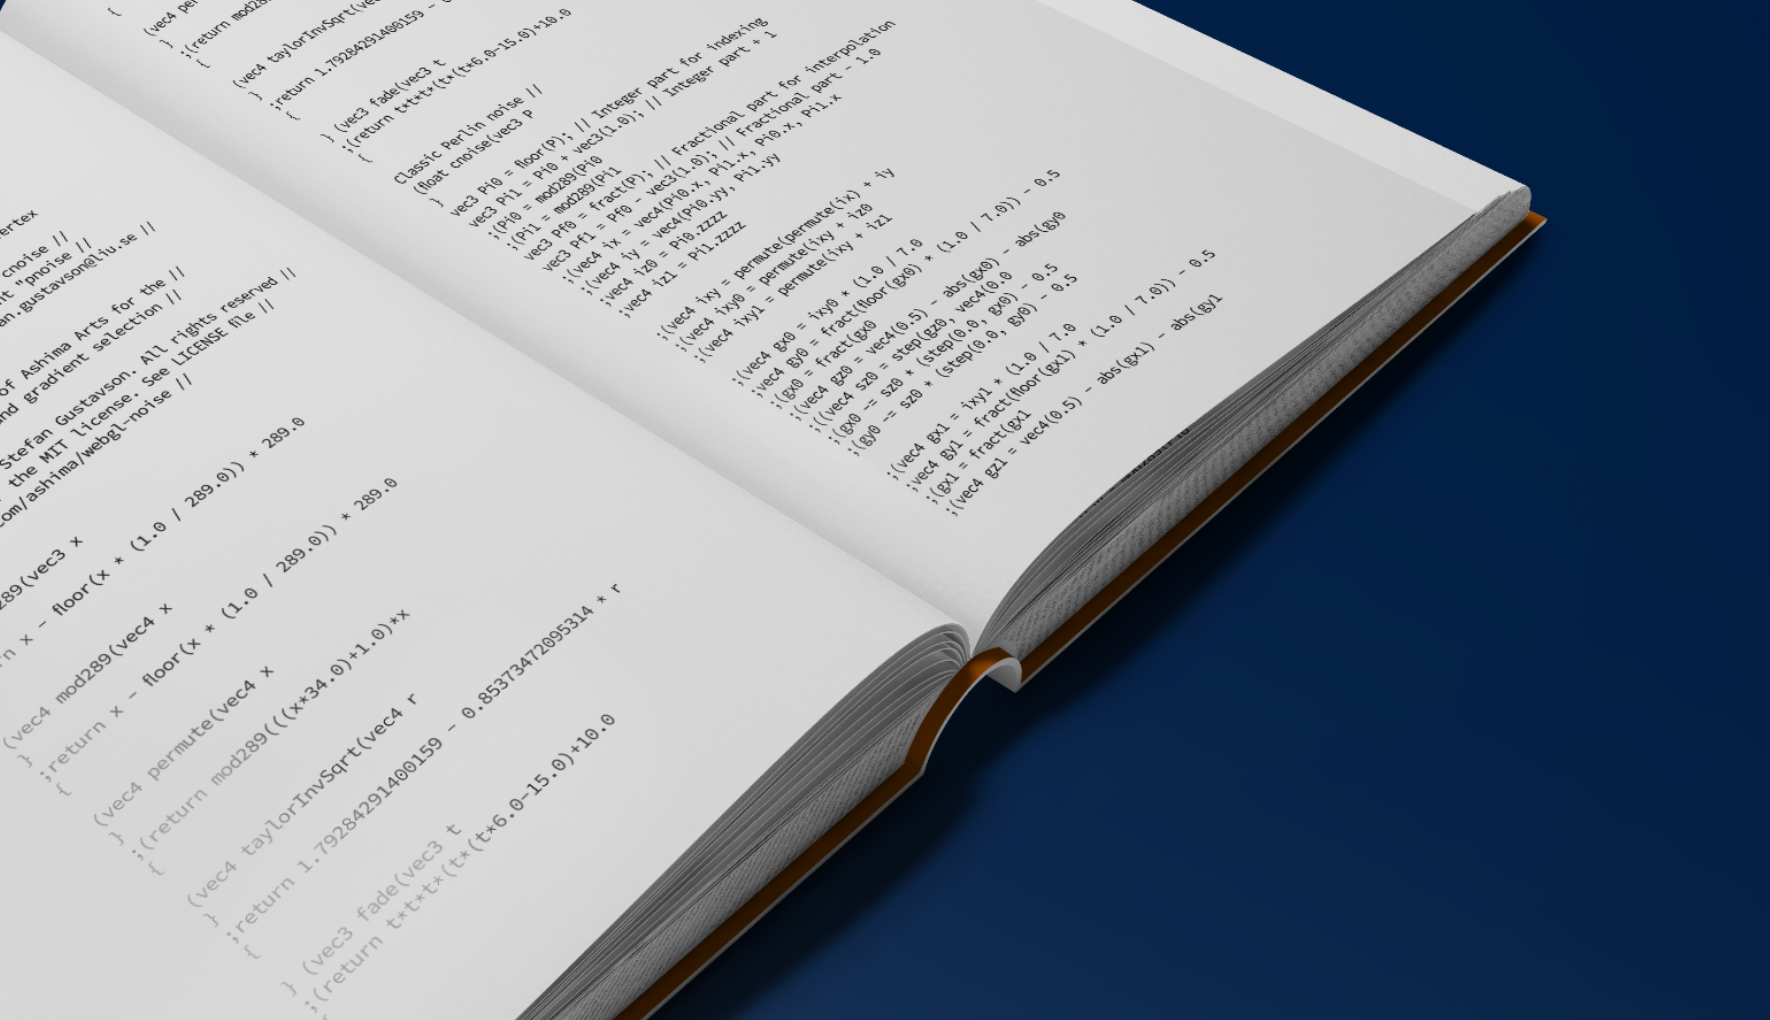 ertex
cnoise //
nt "pnoise //
an.gustavson@liu.se //
of Ashima Arts for the //
nd gradient selection //
Stefan Gustavson. All rights reserved //
the MIT license. See LICENSE file //
com/ashima/webgl-noise //
289(vec3 x
rn x - floor(x * (1.0 / 289.0)) * 289.0
(vec4 mod289(vec4 x
}
;return x - floor(x * (1.0 / 289.0)) * 289.0
{
(vec4 permute(vec4 x
}
;(return mod289(((x*34.0)+1.0)*x
{
(vec4 taylorInvSqrt(vec4 r
}
;return 1.79284291400159 - 0.85373472095314 * r
{
} (vec3 fade(vec3 t
;(return t*t*t*(t*(t*6.0-15.0)+10.0
{
{
(vec4 per
} ;(return mod28
{
(vec4 taylorInvSqrt(vec
} ;return 1.79284291400159 -
{
} (vec3 fade(vec3 t
;(return t*t*t*(t*(t*6.0-15.0)+10.0
{
Classic Perlin noise //
(float cnoise(vec3 P
}
vec3 Pi0 = floor(P); // Integer part for indexing
vec3 Pi1 = Pi0 + vec3(1.0); // Integer part + 1
;(Pi0 = mod289(Pi0
;(Pi1 = mod289(Pi1
vec3 Pf0 = fract(P); // Fractional part for interpolation
vec3 Pf1 = Pf0 - vec3(1.0); // Fractional part - 1.0
;(vec4 ix = vec4(Pi0.x, Pi1.x, Pi0.x, Pi1.x
;(vec4 iy = vec4(Pi0.yy, Pi1.yy
;vec4 iz0 = Pi0.zzzz
;vec4 iz1 = Pi1.zzzz
;(vec4 ixy = permute(permute(ix) + iy
;(vec4 ixy0 = permute(ixy + iz0
;(vec4 ixy1 = permute(ixy + iz1
;(vec4 gx0 = ixy0 * (1.0 / 7.0
;vec4 gy0 = fract(floor(gx0) * (1.0 / 7.0)) - 0.5
;(gx0 = fract(gx0
;(vec4 gz0 = vec4(0.5) - abs(gx0) - abs(gy0
;((vec4 sz0 = step(gz0, vec4(0.0
;(gx0 -= sz0 * (step(0.0, gx0) - 0.5
;(gy0 -= sz0 * (step(0.0, gy0) - 0.5
;(vec4 gx1 = ixy1 * (1.0 / 7.0
;vec4 gy1 = fract(floor(gx1) * (1.0 / 7.0)) - 0.5
;(gx1 = fract(gx1
;(vec4 gz1 = vec4(0.5) - abs(gx1) - abs(gy1
;